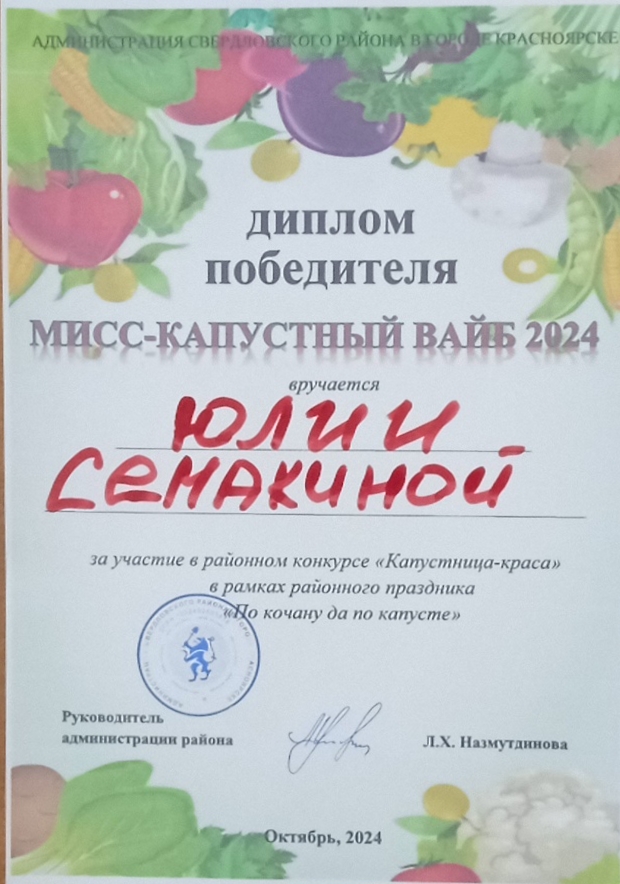 АДМИНИСТРАЦИЯ СВЕРДЛОВСКОГО РАЙОНА В ГОРОДЕ КРАСНОЯРСКЕ
ДИПЛОМ
победителя
МИСС-КАПУСТНЫЙ ВАЙБ 2024
вручается
ЮЛИИ
СЕМАКИНОЙ
за участие в районном конкурсе «Капустница-краса»
в рамках районного праздника
«По кочану да по капусте»
Руководитель
администрации района
Л.Х. Назмутдинова
Октябрь, 2024